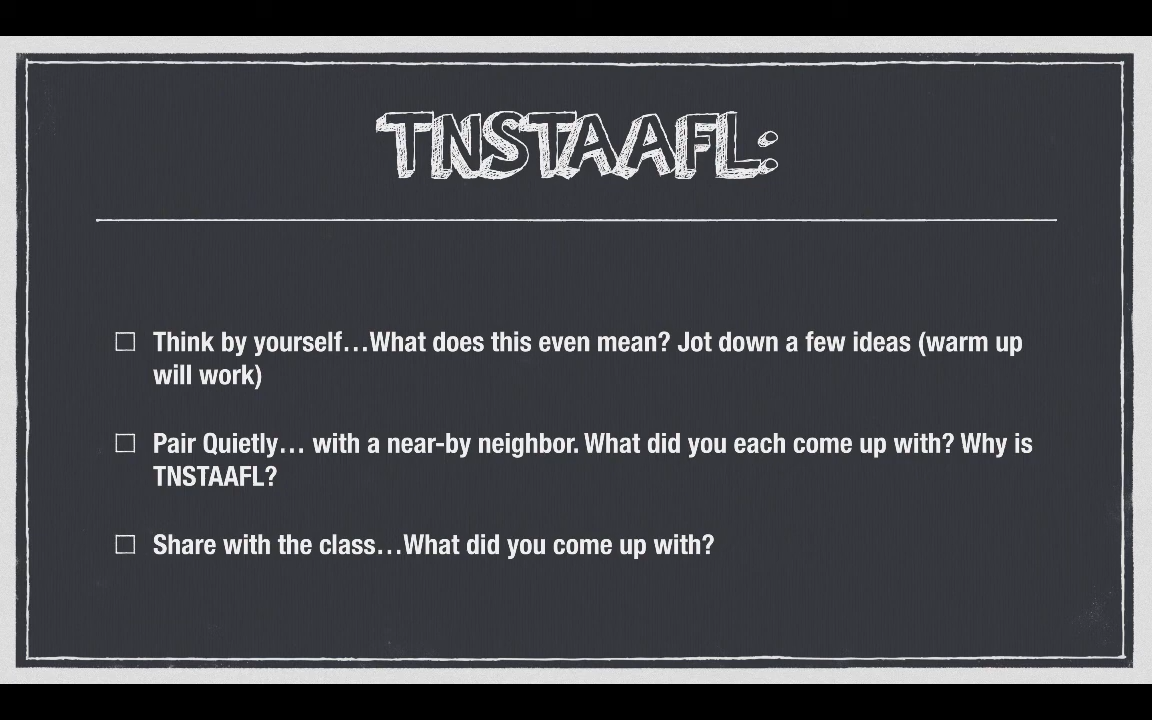 TNSTAAFL:
Think by yourself...What does this even mean? Jot down a few ideas (warm up
will work)
Pair Quietly... with a near-by neighbor. What did you each come up with? Why is
TNSTAAFL?
Share with the class...What did you come up with?